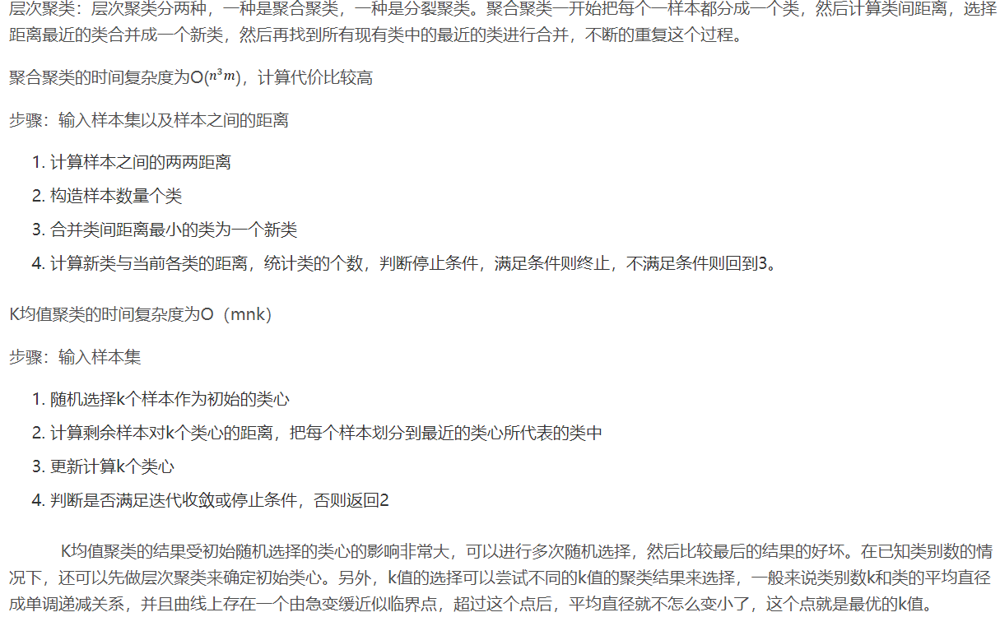 层次聚类：层次聚类分两种，一种是聚合聚类，一种是分裂聚类。聚合聚类一开始把每个一样本都分成一个类，然后计算类间距离，选择
距离最近的类合并成一个新类，然后再找到所有现有类中的最近的类进行合并，不断的重复这个过程。
聚合聚类的时间复杂度为O(n³m)，计算代价比较高
步骤：输入样本集以及样本之间的距离
1. 计算样本之间的两两距离
2. 构造样本数量个类
3. 合并类间距离最小的类为一个新类
4. 计算新类与当前各类的距离，统计类的个数，判断停止条件，满足条件则终止，不满足条件则回到3。
K均值聚类的时间复杂度为O（mnk）
步骤：输入样本集
1. 随机选择k个样本作为初始的类心
2. 计算剩余样本对k个类心的距离，把每个样本划分到最近的类心所代表的类中
3. 更新计算k个类心
4. 判断是否满足迭代收敛或停止条件，否则返回2
K均值聚类的结果受初始随机选择的类心的影响非常大，可以进行多次随机选择，然后比较最后的结果的好坏。在已知类别数的情
况下，还可以先做层次聚类来确定初始类心。另外，k值的选择可以尝试不同的k值的聚类结果来选择，一般来说类别数k和类的平均直径
成单调递减关系，并且曲线上存在一个由急变缓近似临界点，超过这个点后，平均直径就不怎么变小了，这个点就是最优的k值。